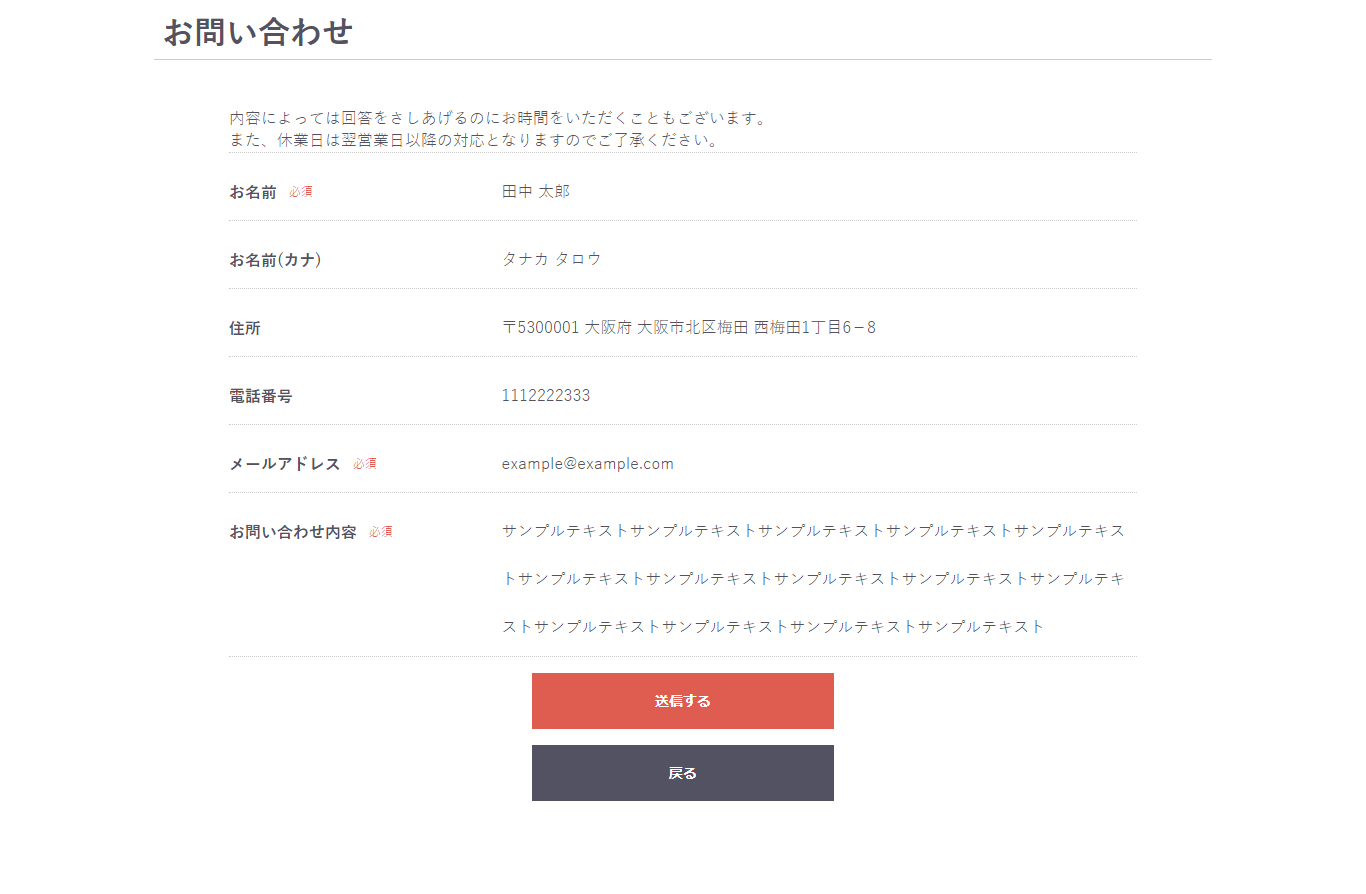 お問い合わせ
内容によっては回答をさしあげるのにお時間をいただくこともございます。
また、休業日は翌営業日以降の対応となりますのでご了承ください。
お名前 必須 田中 太郎
お名前(カナ) タナカ タロウ
住所 〒5300001 大阪府 大阪市北区梅田 西梅田1丁目6−8
電話番号 1112222333
メールアドレス 必須 example@example.com
お問い合わせ内容 必須 サンプルテキストサンプルテキストサンプルテキストサンプルテキストサンプルテキス
トサンプルテキストサンプルテキストサンプルテキストサンプルテキストサンプルテキ
ストサンプルテキストサンプルテキストサンプルテキストサンプルテキスト
送信する
戻る